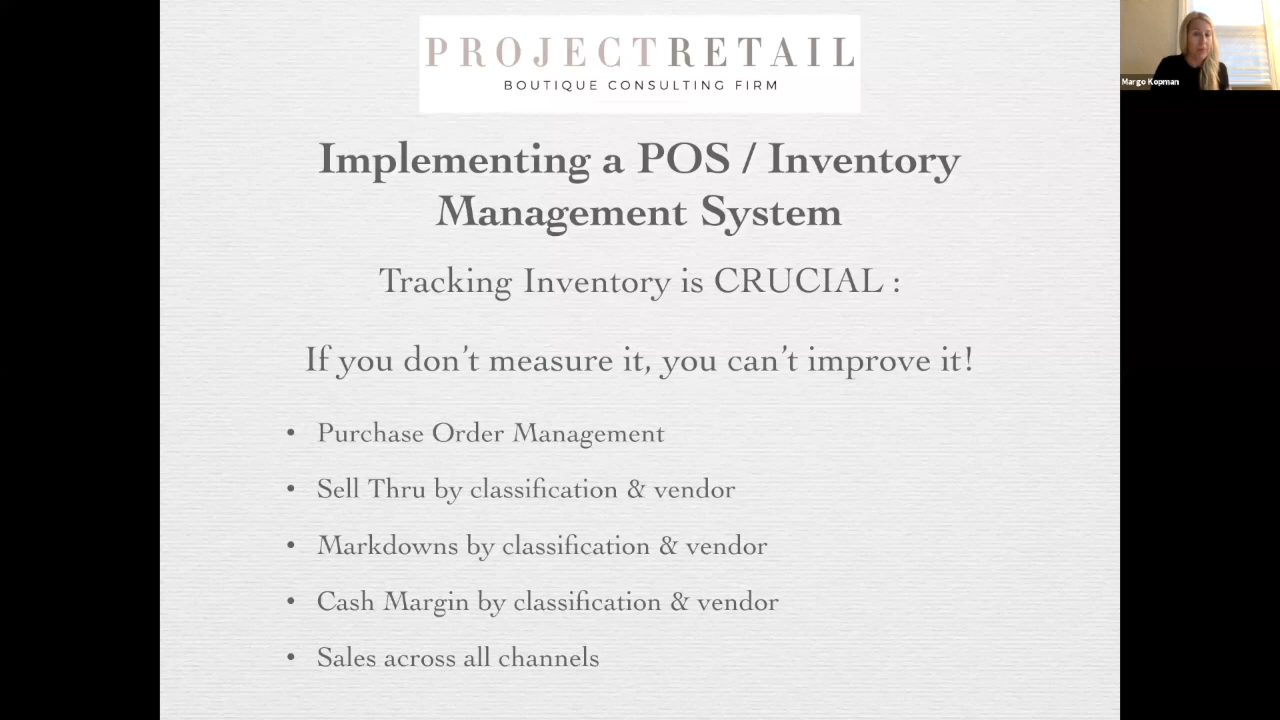 PROJECTRETAIL
BOUTIQUE CONSULTING FIRM
Margo Kopman
Implementing a POS / Inventory
Management System
Tracking Inventory is CRUCIAL :
If you don’t measure it, you can’t improve it!
• Purchase Order Management
• Sell Thru by classification & vendor
• Markdowns by classification & vendor
• Cash Margin by classification & vendor
• Sales across all channels